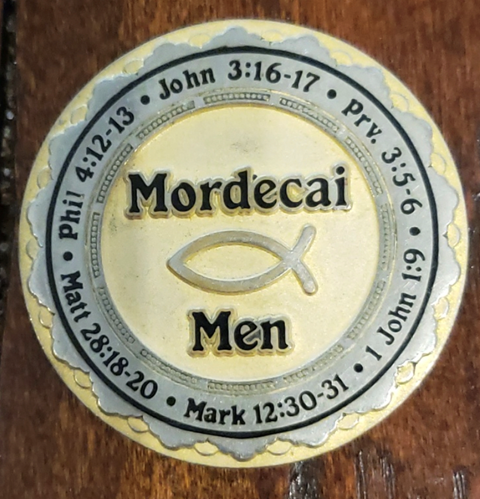 John 3:16-17 • Prv. 3:5-6 • 1 John 1:9 • Mark 12:30-31 • Matt 28:18-20 • Phil 4:12-13 •
Mordecai
Men